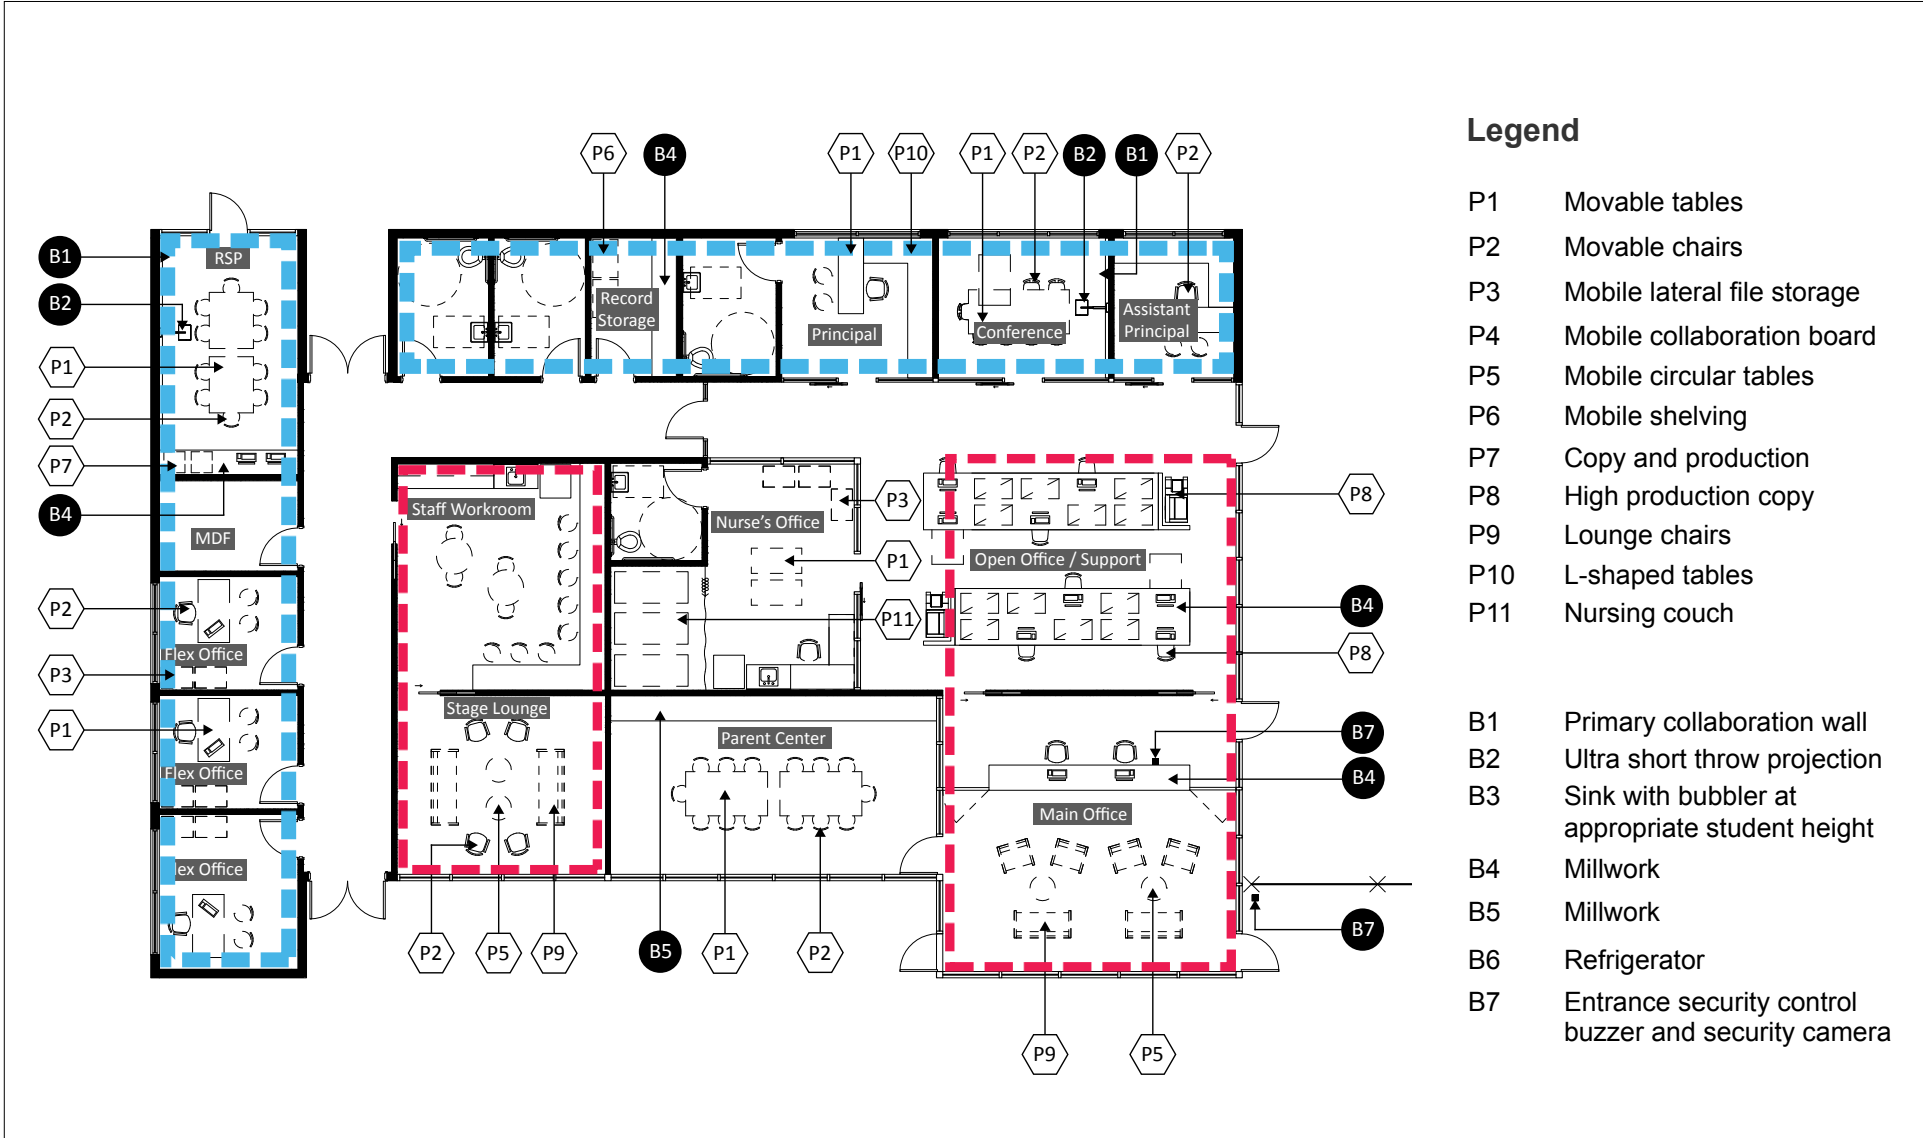 Legend
P1 Movable tables
P2 Movable chairs
P3 Mobile lateral file storage
P4 Mobile collaboration board
P5 Mobile circular tables
P6 Mobile shelving
P7 Copy and production
P8 High production copy
P9 Lounge chairs
P10 L-shaped tables
P11 Nursing couch
B1 Primary collaboration wall
B2 Ultra short throw projection
B3 Sink with bubbler at
appropriate student height
B4 Millwork
B5 Millwork
B6 Refrigerator
B7 Entrance security control
buzzer and security camera
P6 B4 P1 P10 P1 P2 B2 B1 P2
B1
B2
P1
P2
P7
B4
P2
P3
P1
RSP
MDF
Flex Office
Flex Office
Flex Office
Record
Storage
Principal
Conference
Assistant
Principal
Staff Workroom
Nurse's Office
P3
P1
P11
Open Office / Support
P8
B4
P8
Stage Lounge
Parent Center
B7
B4
Main Office
B7
P2 P5 P9 B5 P1 P2
P9 P5